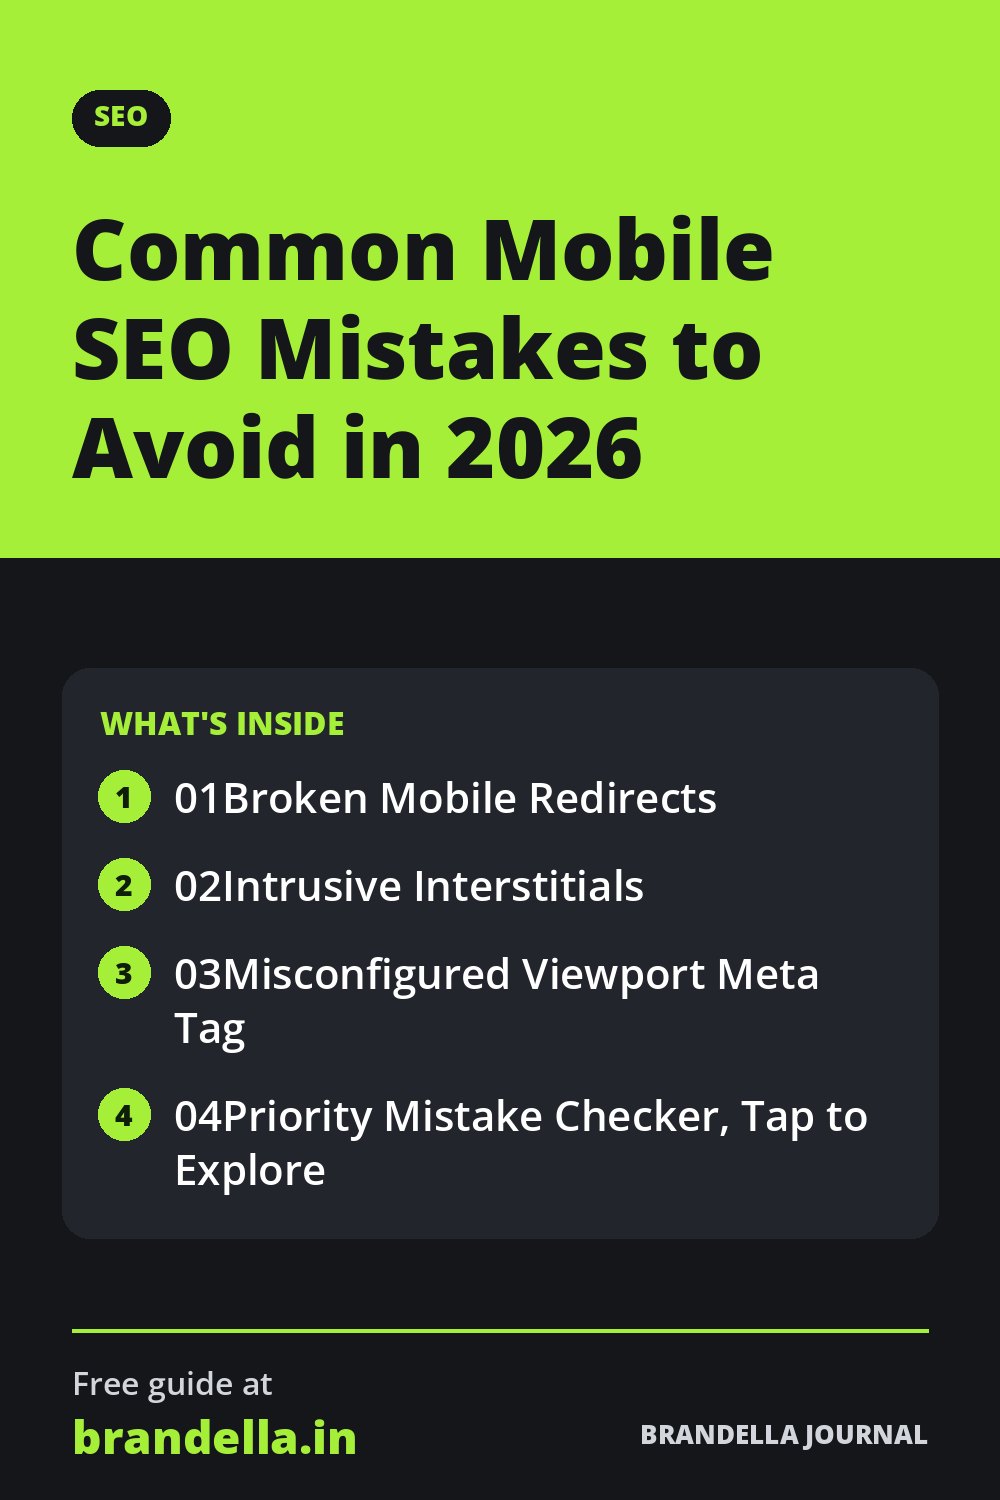 SEO
Common Mobile
SEO Mistakes to
Avoid in 2026
WHAT'S INSIDE
1 01Broken Mobile Redirects
2 02Intrusive Interstitials
3 03Misconfigured Viewport Meta
Tag
4 04Priority Mistake Checker, Tap to
Explore
Free guide at
brandella.in
BRANDELLA JOURNAL